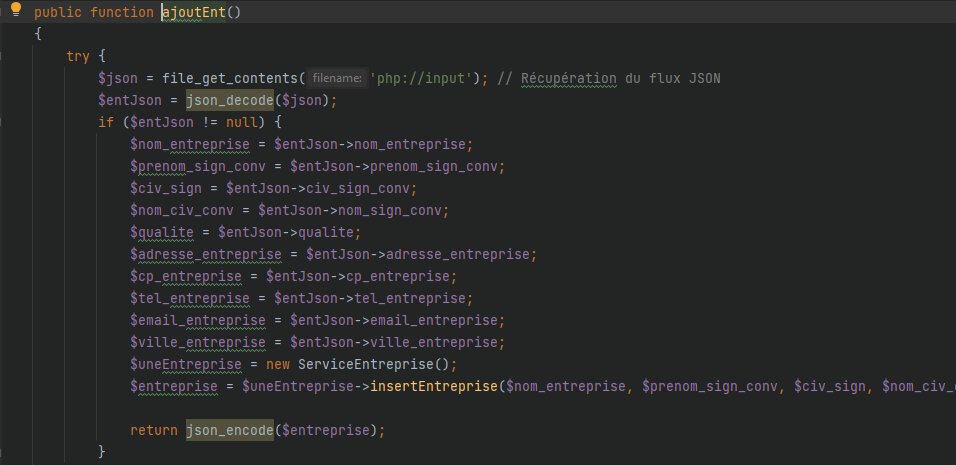 public function ajoutEnt()
{
try {
$json = file_get_contents( filename: 'php://input'); // Récupération du flux JSON
$entJson = json_decode($json);
if ($entJson != null) {
$nom_entreprise = $entJson->nom_entreprise;
$prenom_sign_conv = $entJson->prenom_sign_conv;
$civ_sign = $entJson->civ_sign_conv;
$nom_civ_conv = $entJson->nom_sign_conv;
$qualite = $entJson->qualite;
$adresse_entreprise = $entJson->adresse_entreprise;
$cp_entreprise = $entJson->cp_entreprise;
$tel_entreprise = $entJson->tel_entreprise;
$email_entreprise = $entJson->email_entreprise;
$ville_entreprise = $entJson->ville_entreprise;
$uneEntreprise = new ServiceEntreprise();
$entreprise = $uneEntreprise->insertEntreprise($nom_entreprise, $prenom_sign_conv, $civ_sign, $nom_civ_
return json_encode($entreprise);
}